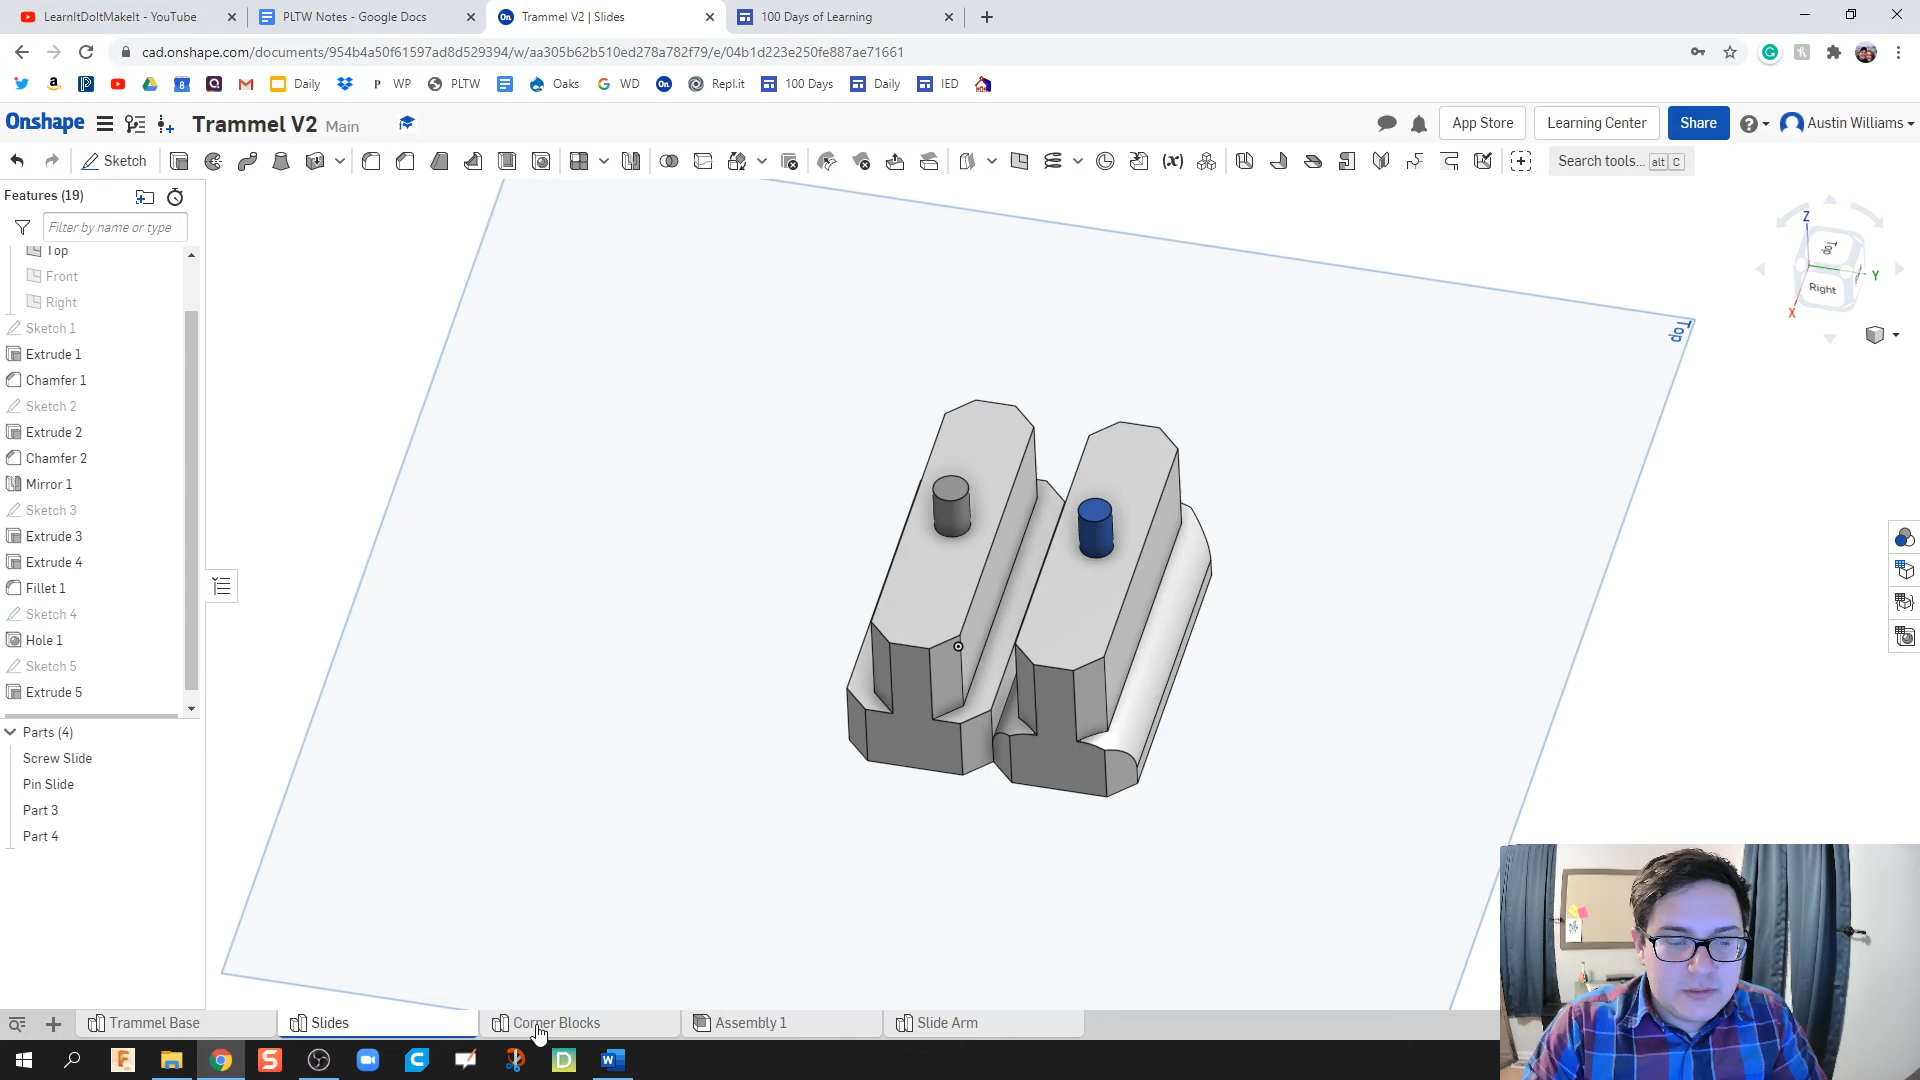 LearnItDoItMakeIt - YouTube
PLTW Notes - Google Docs
Trammel V2 | Slides
100 Days of Learning
cad.onshape.com/documents/954b4a50f61597ad8d529394/w/aa305b62b510ed278a782f79/e/04b1d223e250fe887ae71661
Daily
WP
PLTW
Oaks
WD
Repl.it
100 Days
Daily
IED
Onshape
Trammel V2 Main
App Store
Learning Center
Share
Austin Williams
Sketch
Search tools... alt C
Features (19)
Filter by name or type
Top
Front
Right
Sketch 1
Extrude 1
Chamfer 1
Sketch 2
Extrude 2
Chamfer 2
Mirror 1
Sketch 3
Extrude 3
Extrude 4
Fillet 1
Sketch 4
Hole 1
Sketch 5
Extrude 5
Parts (4)
Screw Slide
Pin Slide
Part 3
Part 4
Top
Z
Top
Y
Right
X
Trammel Base
Slides
Corner Blocks
Assembly 1
Slide Arm